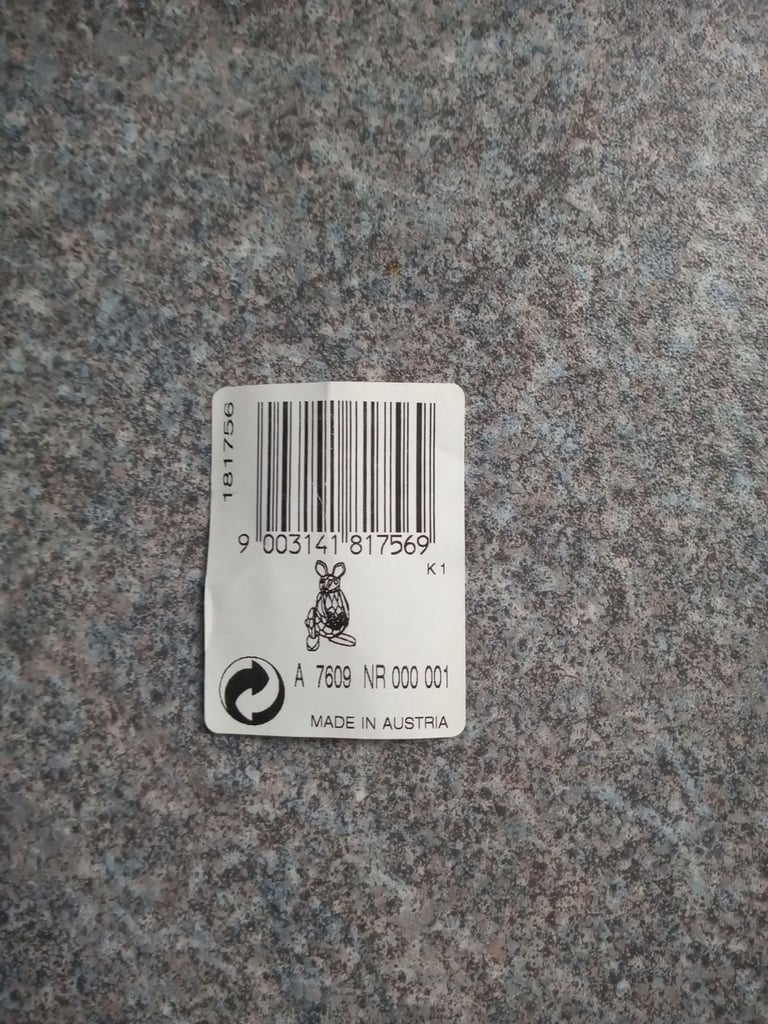 181756
9 003141 817569
K1
A 7609 NR 000 001
MADE IN AUSTRIA